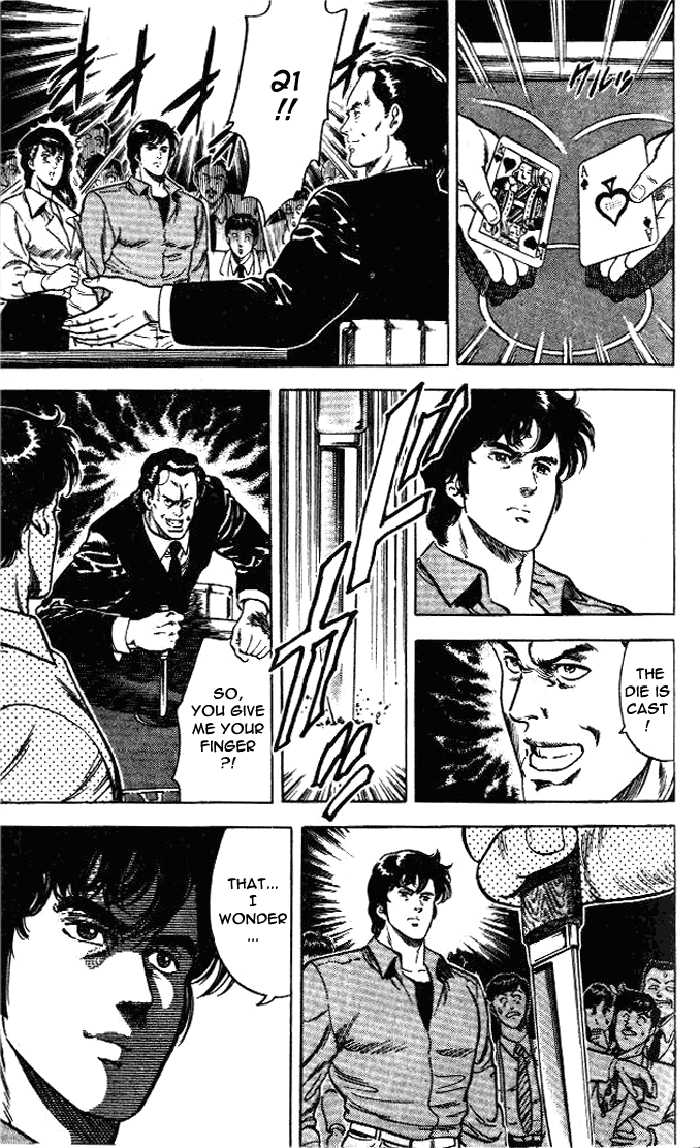 A
21
!!
THE
DIE IS
CAST
!
SO,
YOU GIVE
ME YOUR
FINGER
?!
THAT...
I
WONDER
...